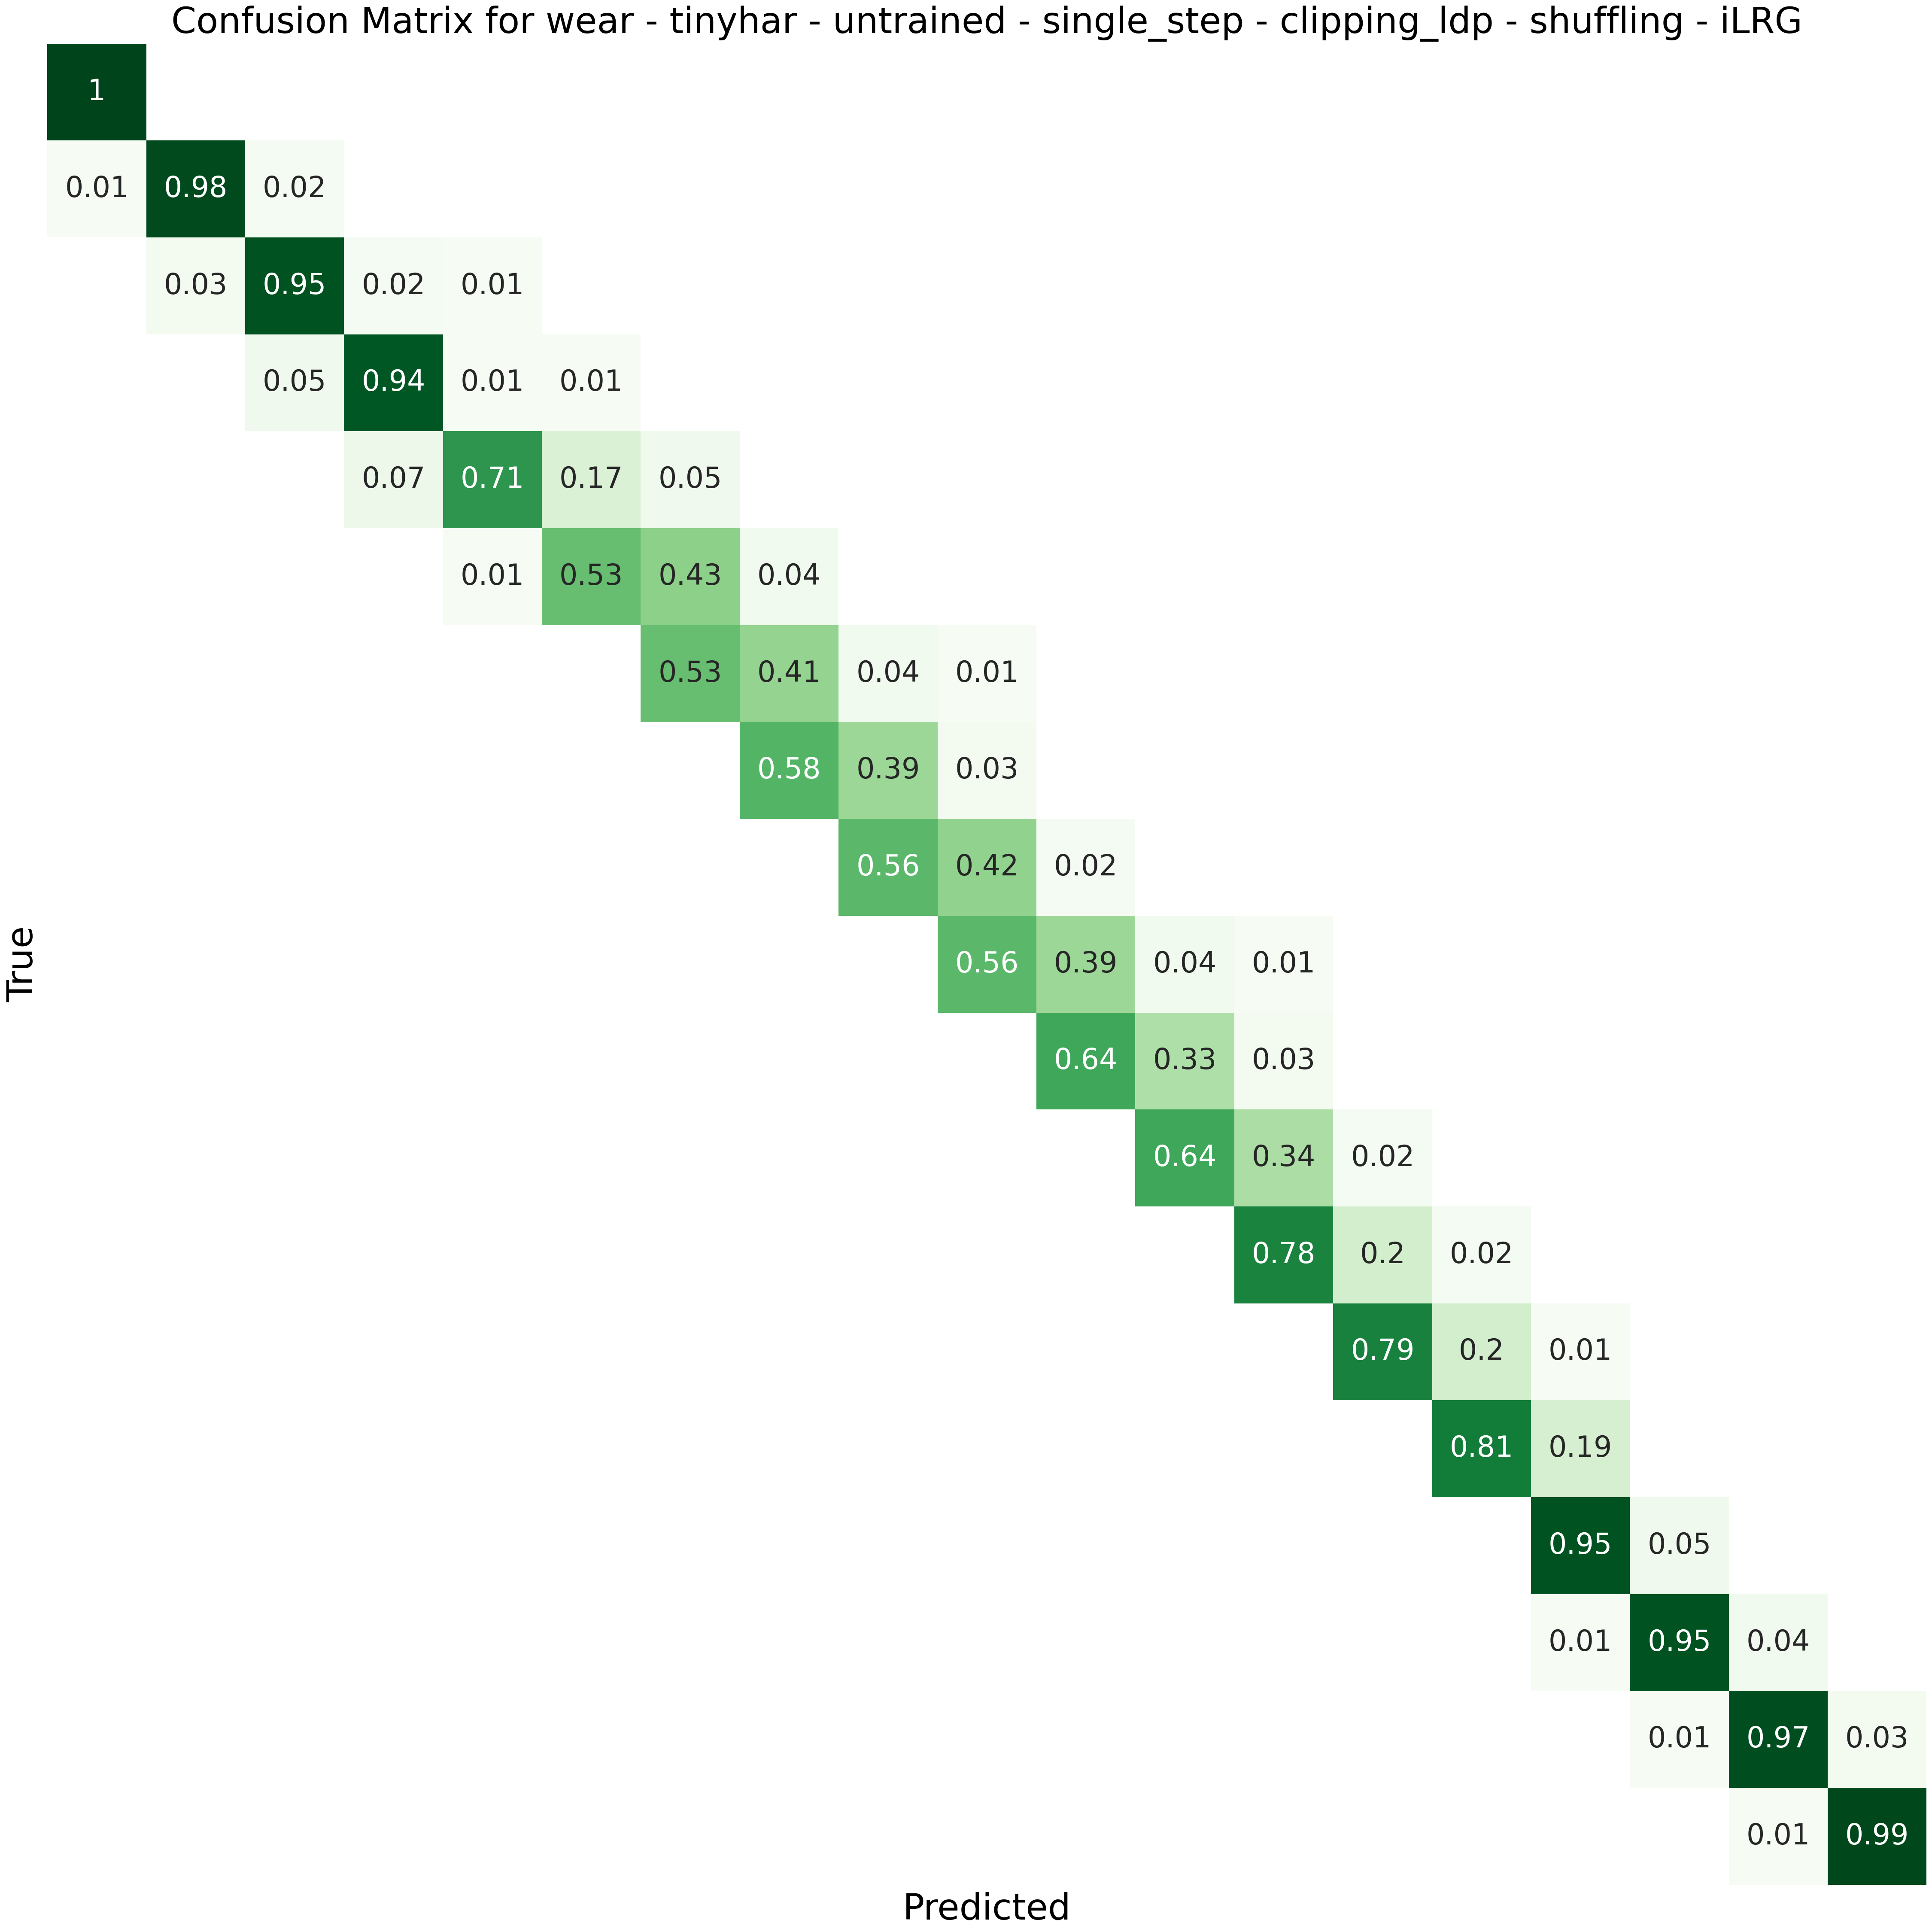 Confusion Matrix for wear - tinyhar - untrained - single_step - clipping_ldp - shuffling - iLRG
1
0.01 0.98 0.02
0.03 0.95 0.02 0.01
0.05 0.94 0.01 0.01
0.07 0.71 0.17 0.05
0.01 0.53 0.43 0.04
0.53 0.41 0.04 0.01
0.58 0.39 0.03
0.56 0.42 0.02
0.56 0.39 0.04 0.01
0.64 0.33 0.03
0.64 0.34 0.02
0.78 0.2 0.02
0.79 0.2 0.01
0.81 0.19
0.95 0.05
0.01 0.95 0.04
0.01 0.97 0.03
0.01 0.99
True
Predicted